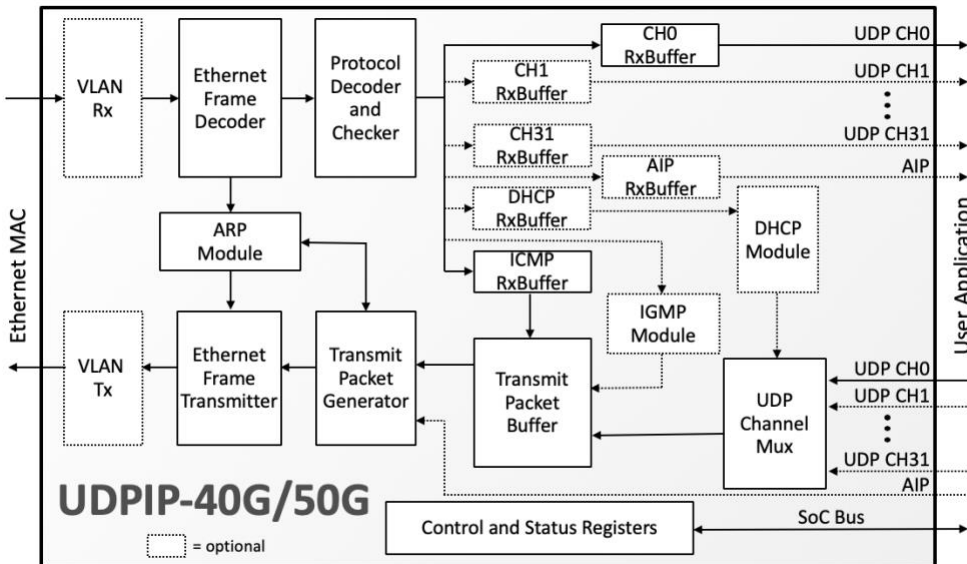 UDP CH0
CH0
RxBuffer
VLAN
Rx
Ethernet
Frame
Decoder
Protocol
Decoder
and
Checker
CH1
RxBuffer
UDP CH1
CH31
RxBuffer
UDP CH31
AIP
RxBuffer
AIP
DHCP
RxBuffer
DHCP
Module
ARP
Module
ICMP
RxBuffer
IGMP
Module
Ethernet MAC
User Application
VLAN
Tx
Ethernet
Frame
Transmitter
Transmit
Packet
Generator
Transmit
Packet
Buffer
UDP
Channel
Mux
UDP CH0
UDP CH1
UDP CH31
AIP
UDPIP-40G/50G
Control and Status Registers
SoC Bus
= optional